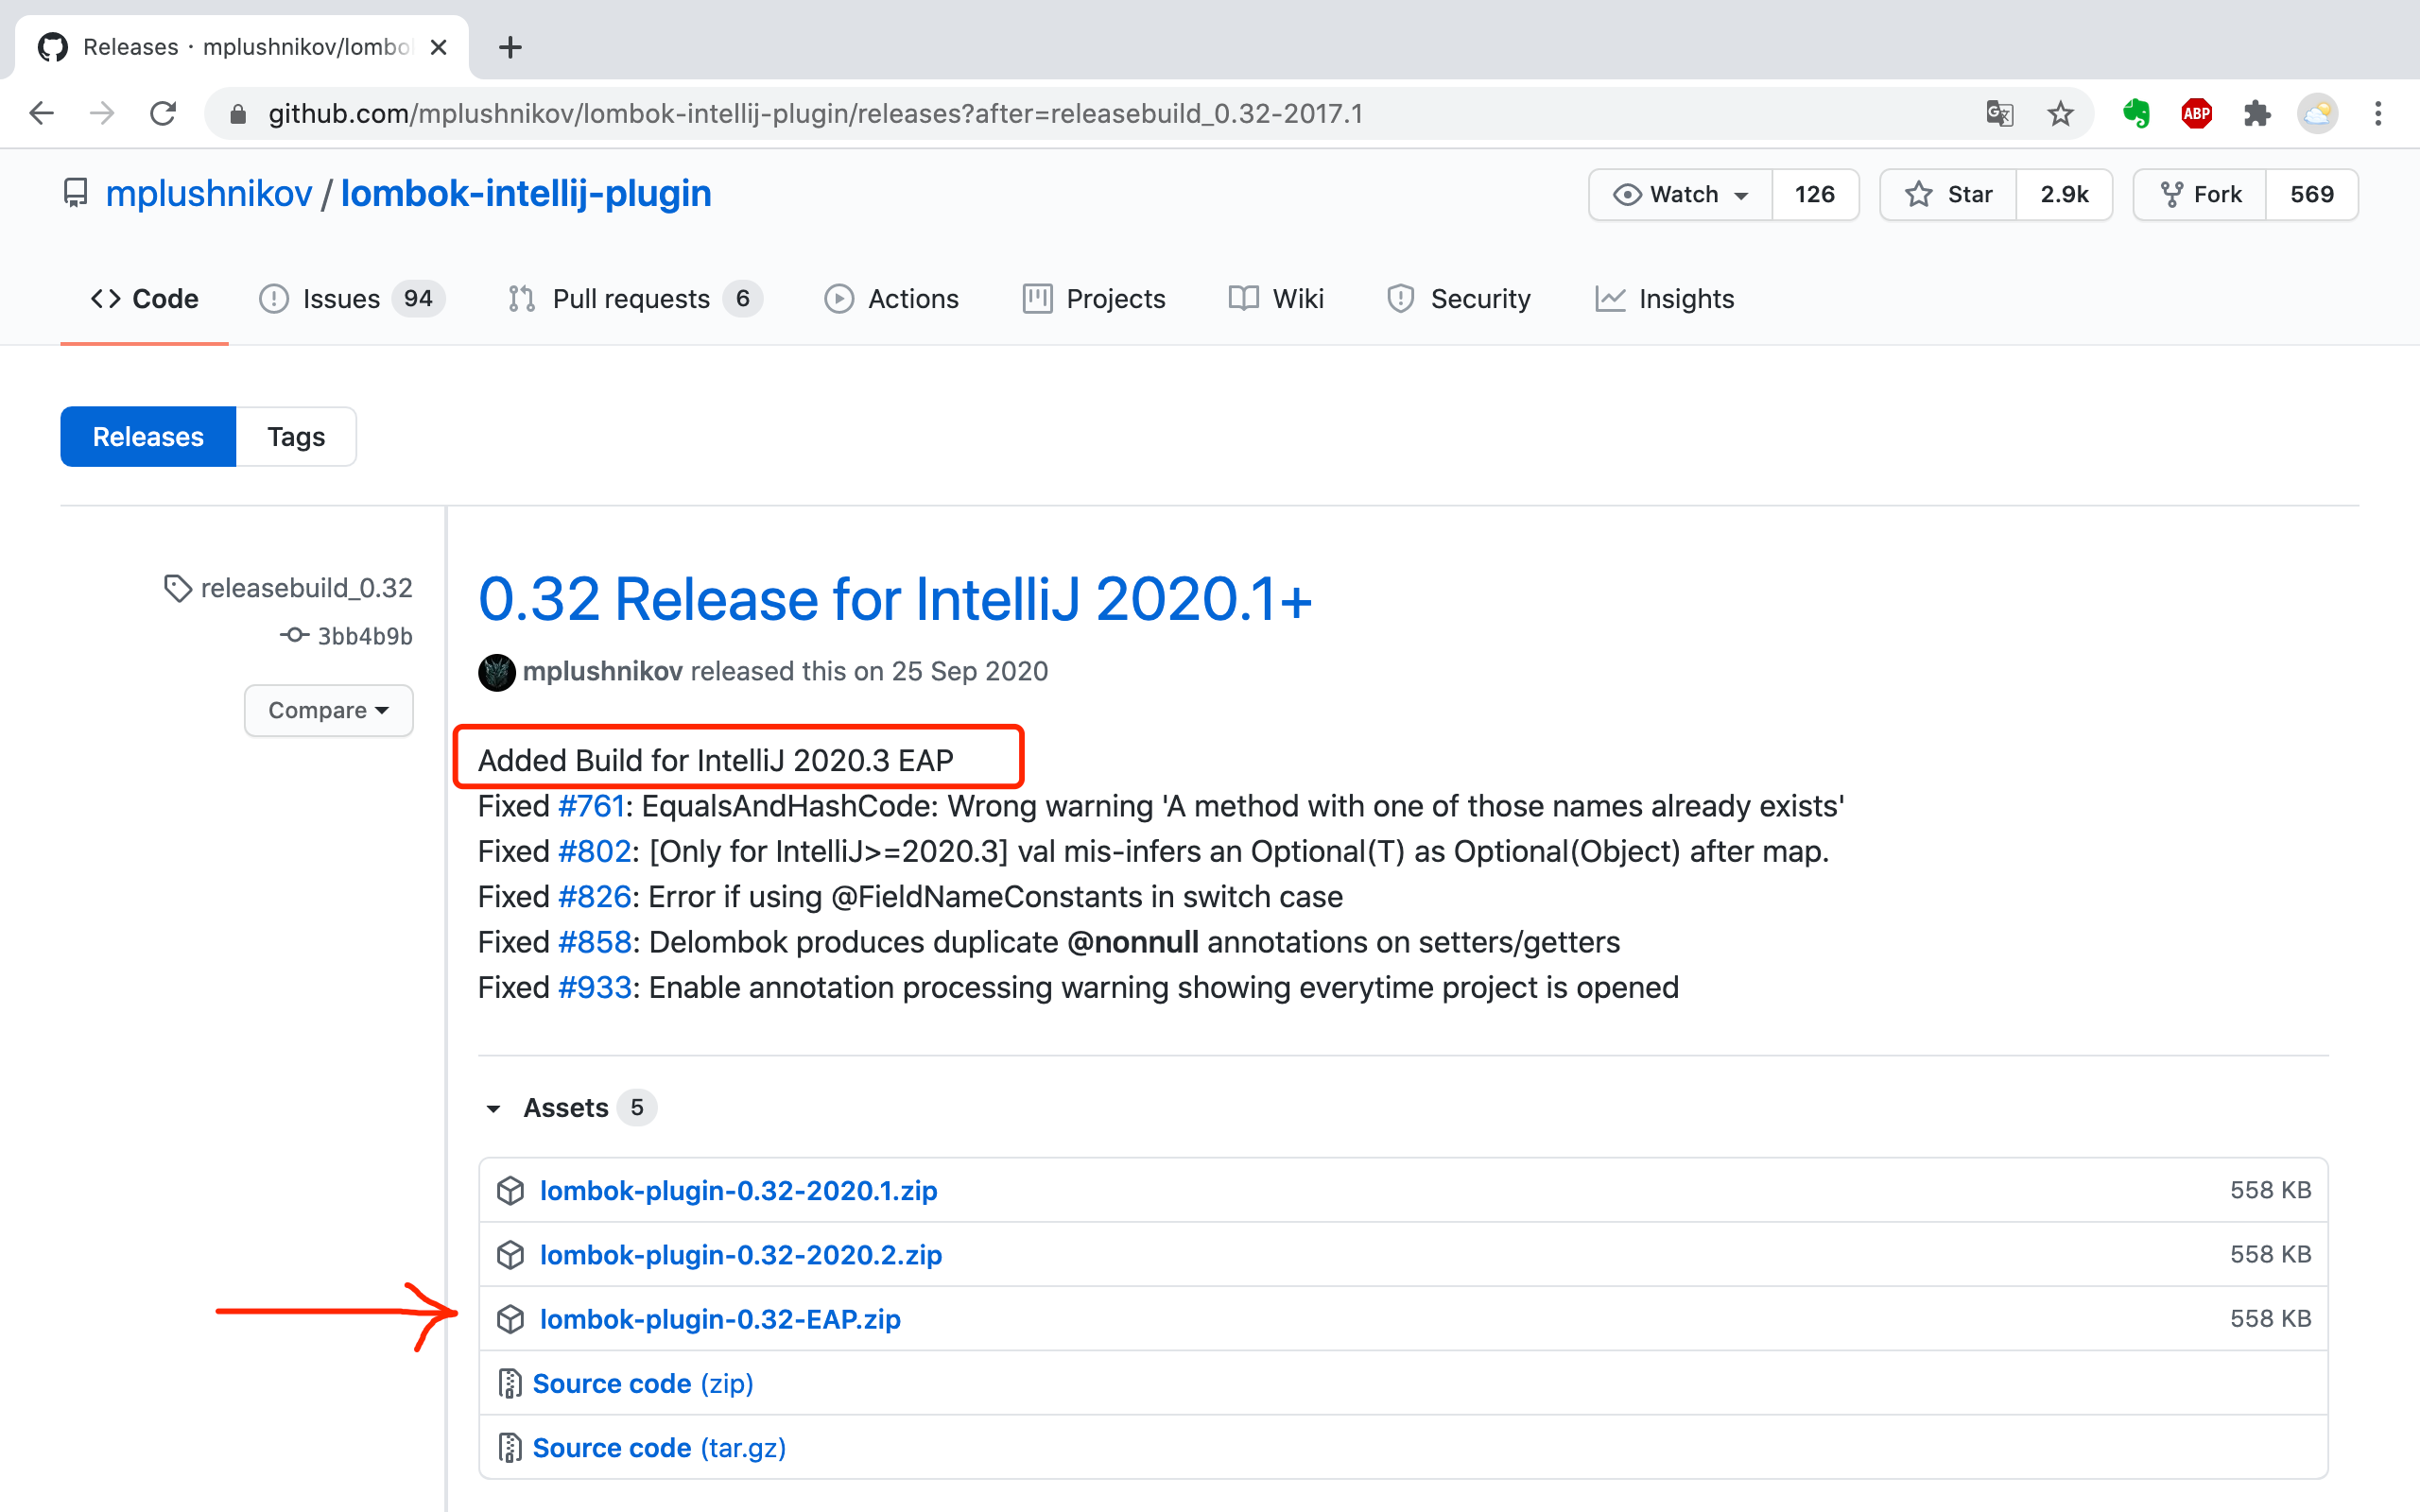 Releases · mplushnikov/lombo
github.com/mplushnikov/lombok-intellij-plugin/releases?after=releasebuild_0.32-2017.1
ABP
mplushnikov / lombok-intellij-plugin
Watch 126
Star 2.9k
Fork 569
Code
Issues 94
Pull requests 6
Actions
Projects
Wiki
Security
Insights
Releases
Tags
releasebuild_0.32
3bb4b9b
Compare
0.32 Release for IntelliJ 2020.1+
mplushnikov released this on 25 Sep 2020
Added Build for IntelliJ 2020.3 EAP
Fixed #761: EqualsAndHashCode: Wrong warning 'A method with one of those names already exists'
Fixed #802: [Only for IntelliJ>=2020.3] val mis-infers an Optional(T) as Optional(Object) after map.
Fixed #826: Error if using @FieldNameConstants in switch case
Fixed #858: Delombok produces duplicate @nonnull annotations on setters/getters
Fixed #933: Enable annotation processing warning showing everytime project is opened
Assets 5
lombok-plugin-0.32-2020.1.zip 558 KB
lombok-plugin-0.32-2020.2.zip 558 KB
lombok-plugin-0.32-EAP.zip 558 KB
Source code (zip)
Source code (tar.gz)